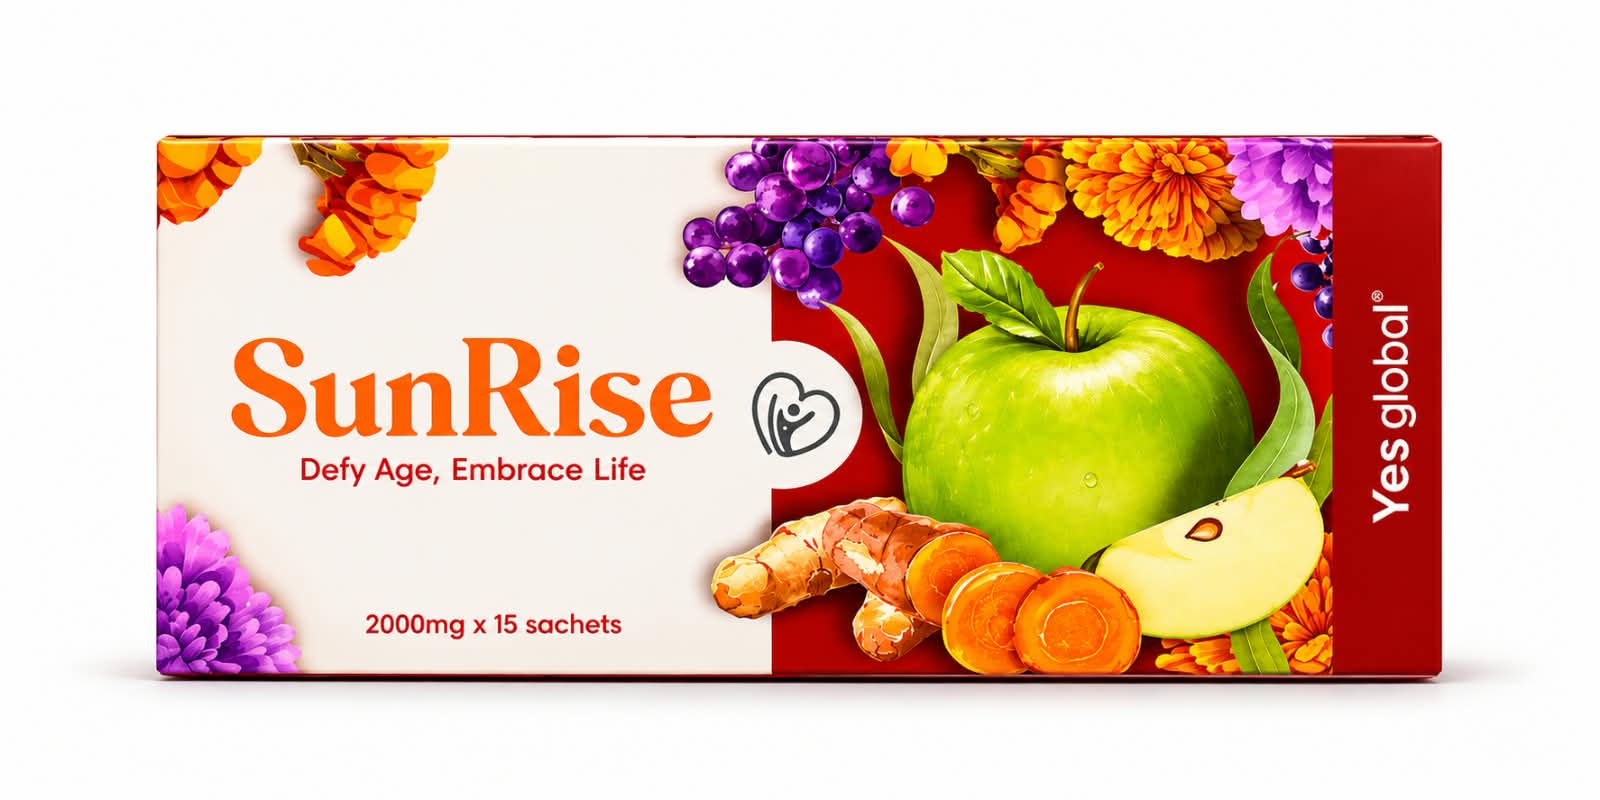 SunRise
Defy Age, Embrace Life
2000mg x 15 sachets
Yes global®